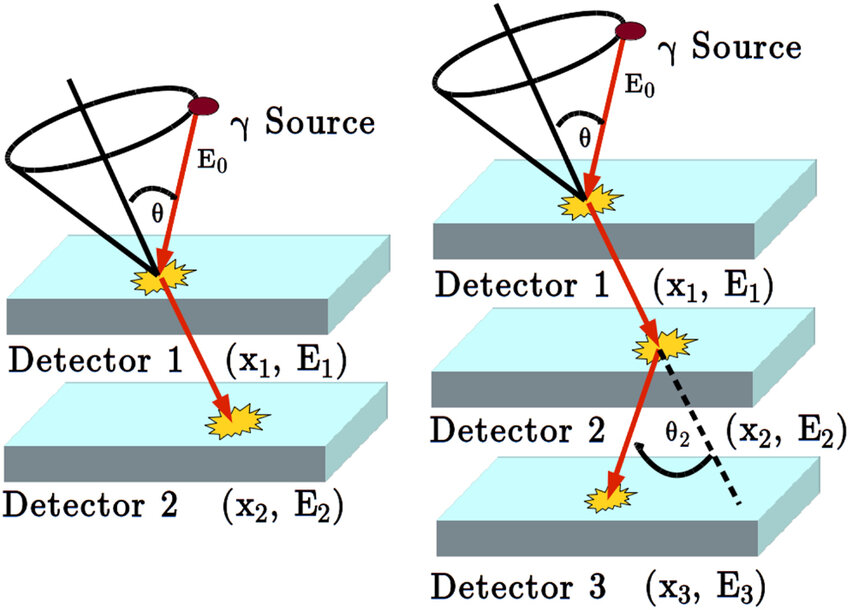 γ Source
E₀
θ
Detector 1 (x₁, E₁)
Detector 2 (x₂, E₂)
γ Source
E₀
θ
Detector 1 (x₁, E₁)
Detector 2 θ₂ (x₂, E₂)
Detector 3 (x₃, E₃)